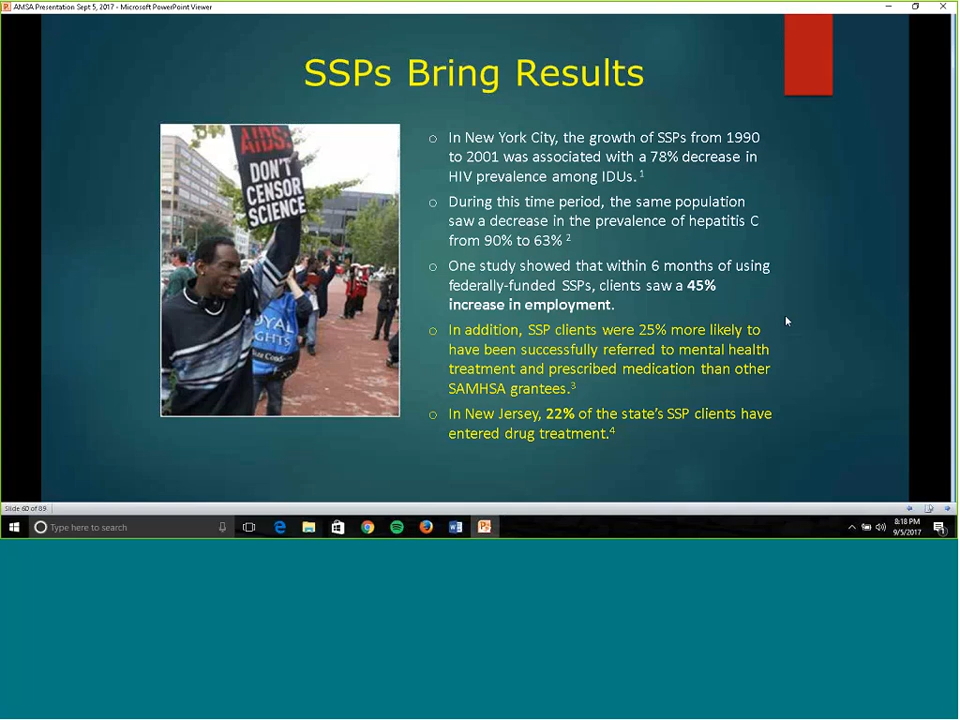 AMSA Presentation Sept 5, 2017 - Microsoft PowerPoint Viewer
SSPs Bring Results
AIDS:
DON'T
CENSOR
SCIENCE
o In New York City, the growth of SSPs from 1990
to 2001 was associated with a 78% decrease in
HIV prevalence among IDUs. 1
o During this time period, the same population
saw a decrease in the prevalence of hepatitis C
from 90% to 63% 2
o One study showed that within 6 months of using
federally-funded SSPs, clients saw a 45%
increase in employment.
o In addition, SSP clients were 25% more likely to
have been successfully referred to mental health
treatment and prescribed medication than other
SAMHSA grantees.3
o In New Jersey, 22% of the state's SSP clients have
entered drug treatment.4
Slide 60 of 89
Type here to search
8:18 PM
9/5/2017